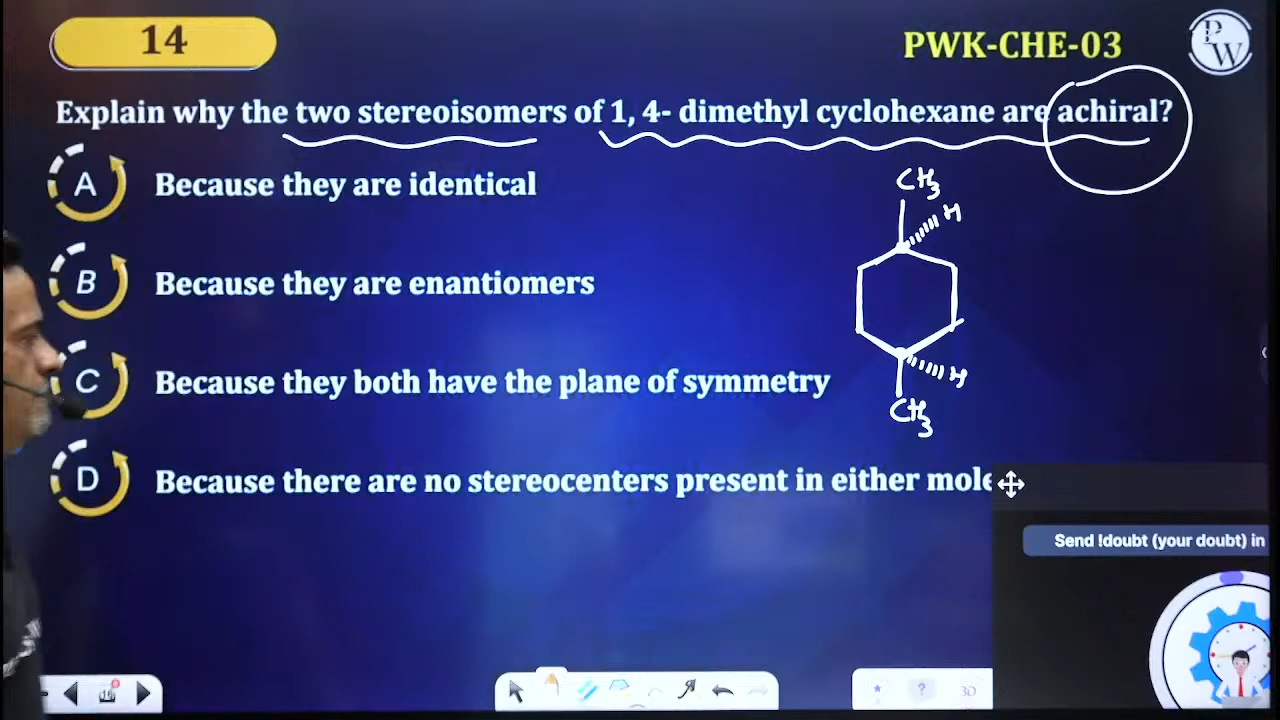 14
PWK-CHE-03
P
W
Explain why the two stereoisomers of 1, 4- dimethyl cyclohexane are achiral?
A Because they are identical
B Because they are enantiomers
C Because they both have the plane of symmetry
D Because there are no stereocenters present in either mole
CH3
H
H
CH3
Send !doubt (your doubt) in
?
3D